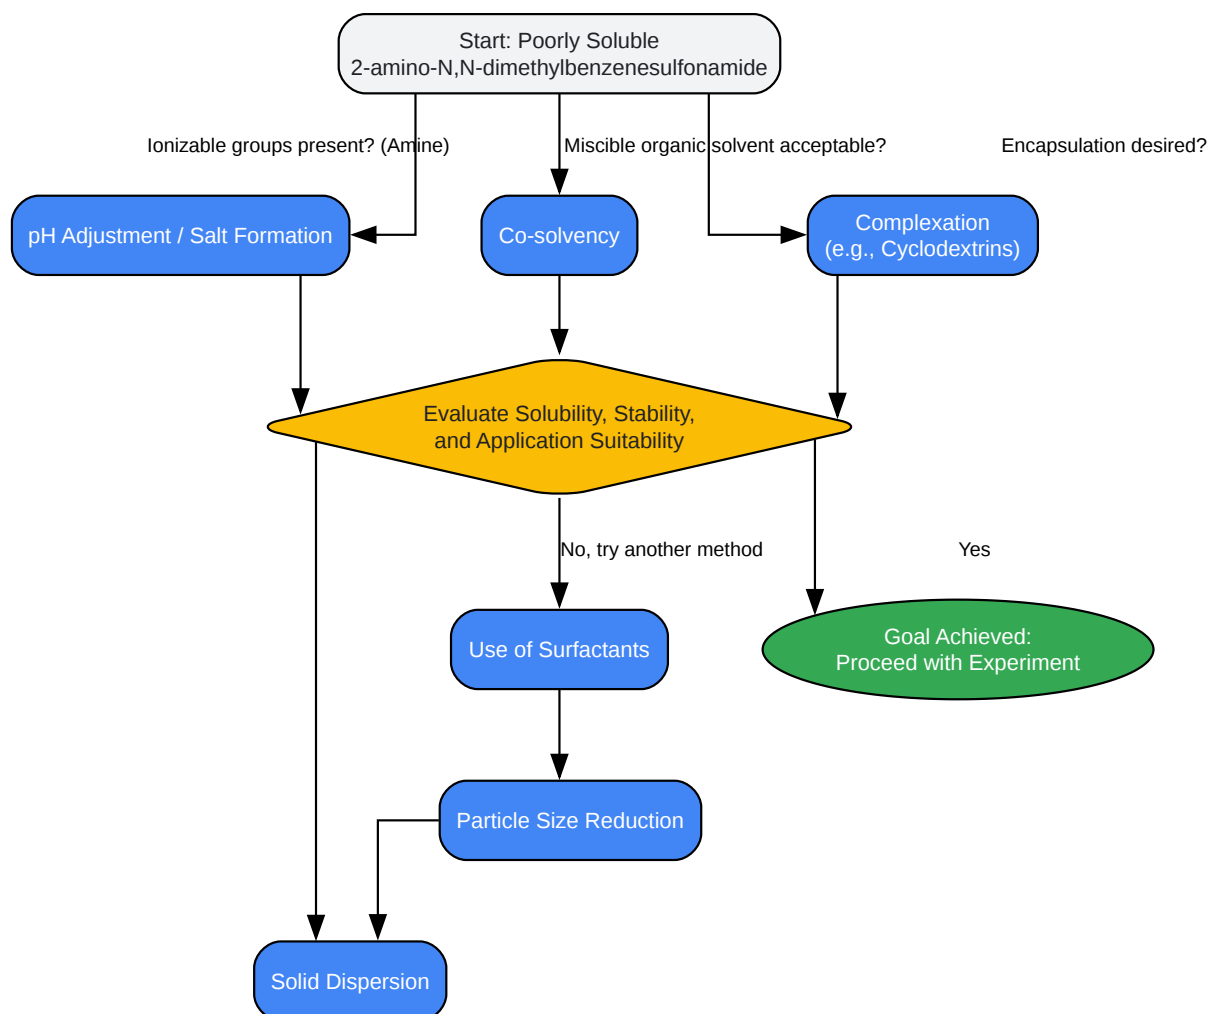 Start: Poorly Soluble
2-amino-N,N-dimethylbenzenesulfonamide
Ionizable groups present? (Amine)
Miscible organic solvent acceptable?
Encapsulation desired?
pH Adjustment / Salt Formation
Co-solvency
Complexation
(e.g., Cyclodextrins)
Evaluate Solubility, Stability,
and Application Suitability
No, try another method
Yes
Use of Surfactants
Goal Achieved:
Proceed with Experiment
Particle Size Reduction
Solid Dispersion